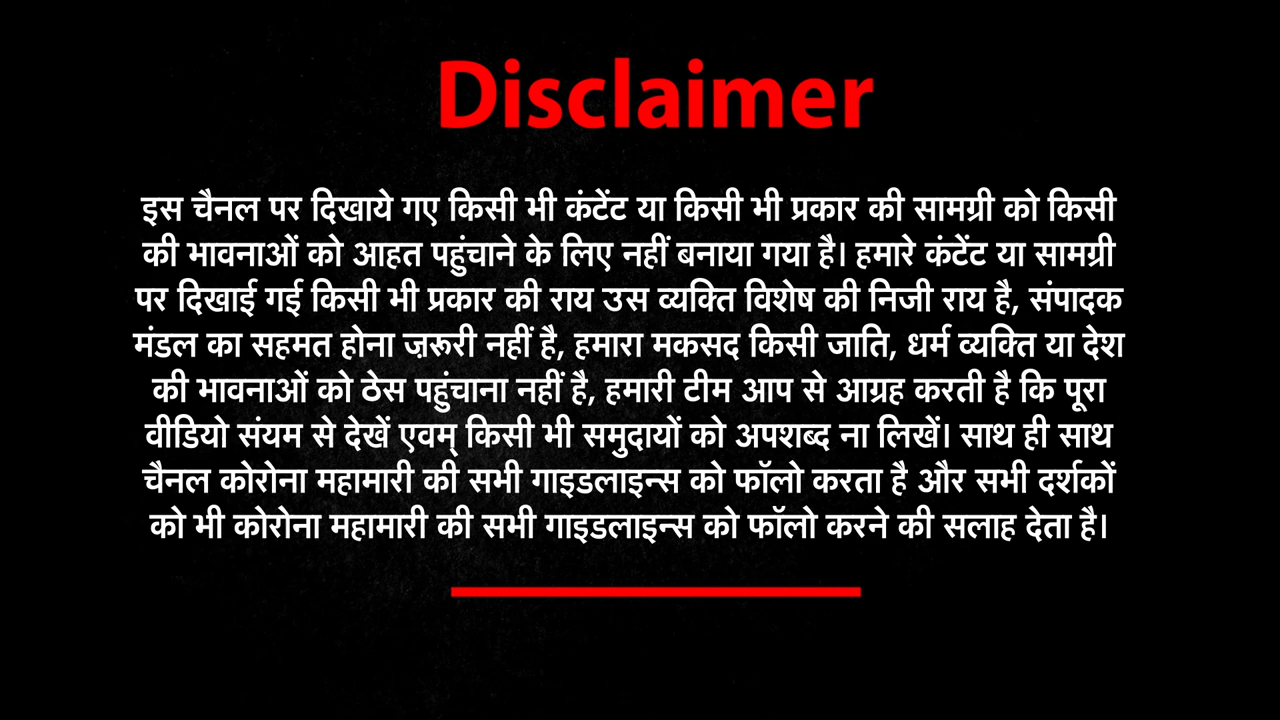 Disclaimer
इस चैनल पर दिखाये गए किसी भी कंटेंट या किसी भी प्रकार की सामग्री को किसी
की भावनाओं को आहत पहुंचाने के लिए नहीं बनाया गया है। हमारे कंटेंट या सामग्री
पर दिखाई गई किसी भी प्रकार की राय उस व्यक्ति विशेष की निजी राय है, संपादक
मंडल का सहमत होना ज़रूरी नहीं है, हमारा मकसद किसी जाति, धर्म व्यक्ति या देश
की भावनाओं को ठेस पहुंचाना नहीं है, हमारी टीम आप से आग्रह करती है कि पूरा
वीडियो संयम से देखें एवम् किसी भी समुदायों को अपशब्द ना लिखें। साथ ही साथ
चैनल कोरोना महामारी की सभी गाइडलाइन्स को फॉलो करता है और सभी दर्शकों
को भी कोरोना महामारी की सभी गाइडलाइन्स को फॉलो करने की सलाह देता है।